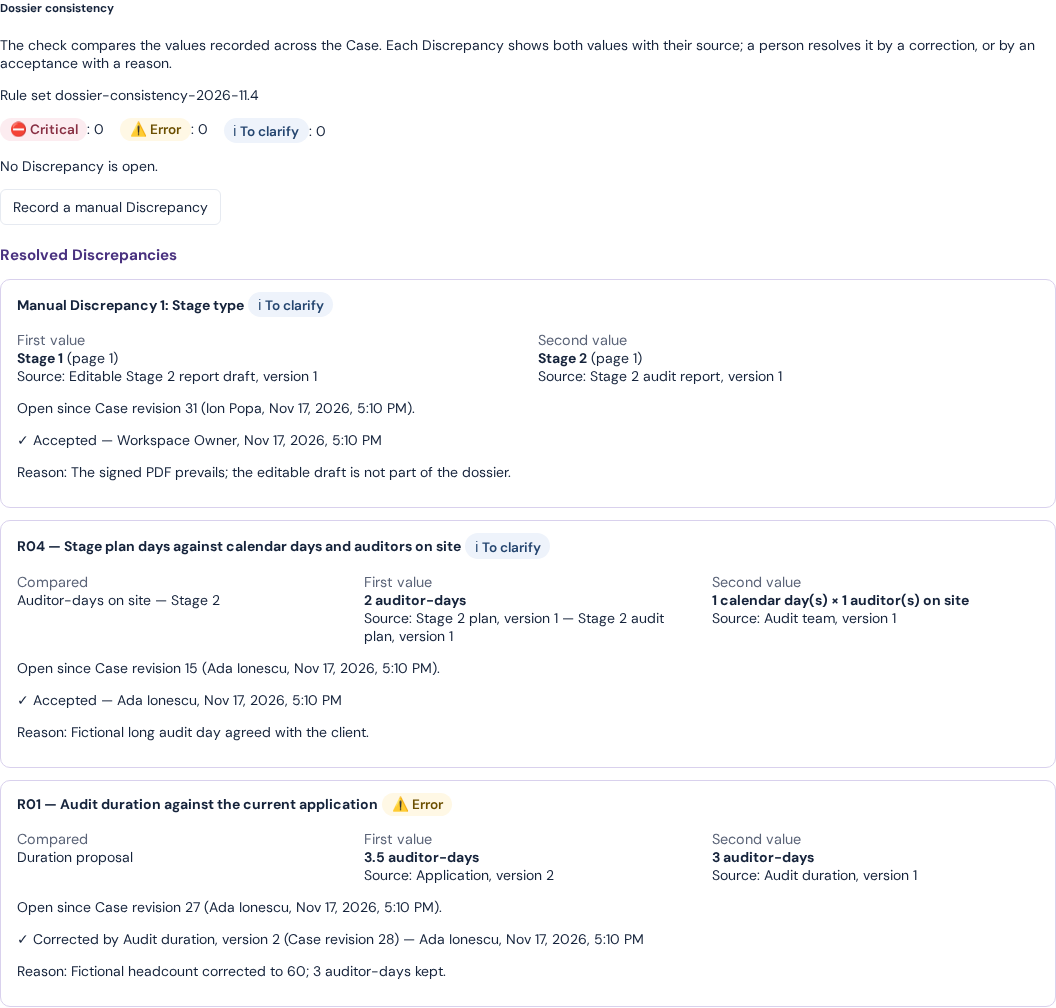 Dossier consistency
The check compares the values recorded across the Case. Each Discrepancy shows both values with their source; a person resolves it by a correction, or by an
acceptance with a reason.
Rule set dossier-consistency-2026-11.4
⛔ Critical : 0 ⚠️ Error : 0 ℹ To clarify : 0
No Discrepancy is open.
Record a manual Discrepancy
Resolved Discrepancies
Manual Discrepancy 1: Stage type ℹ To clarify
First value
Stage 1 (page 1)
Source: Editable Stage 2 report draft, version 1
Second value
Stage 2 (page 1)
Source: Stage 2 audit report, version 1
Open since Case revision 31 (Ion Popa, Nov 17, 2026, 5:10 PM).
✓ Accepted — Workspace Owner, Nov 17, 2026, 5:10 PM
Reason: The signed PDF prevails; the editable draft is not part of the dossier.
R04 — Stage plan days against calendar days and auditors on site ℹ To clarify
Compared
Auditor-days on site — Stage 2
First value
2 auditor-days
Source: Stage 2 plan, version 1 — Stage 2 audit
plan, version 1
Second value
1 calendar day(s) × 1 auditor(s) on site
Source: Audit team, version 1
Open since Case revision 15 (Ada Ionescu, Nov 17, 2026, 5:10 PM).
✓ Accepted — Ada Ionescu, Nov 17, 2026, 5:10 PM
Reason: Fictional long audit day agreed with the client.
R01 — Audit duration against the current application ⚠️ Error
Compared
Duration proposal
First value
3.5 auditor-days
Source: Application, version 2
Second value
3 auditor-days
Source: Audit duration, version 1
Open since Case revision 27 (Ada Ionescu, Nov 17, 2026, 5:10 PM).
✓ Corrected by Audit duration, version 2 (Case revision 28) — Ada Ionescu, Nov 17, 2026, 5:10 PM
Reason: Fictional headcount corrected to 60; 3 auditor-days kept.